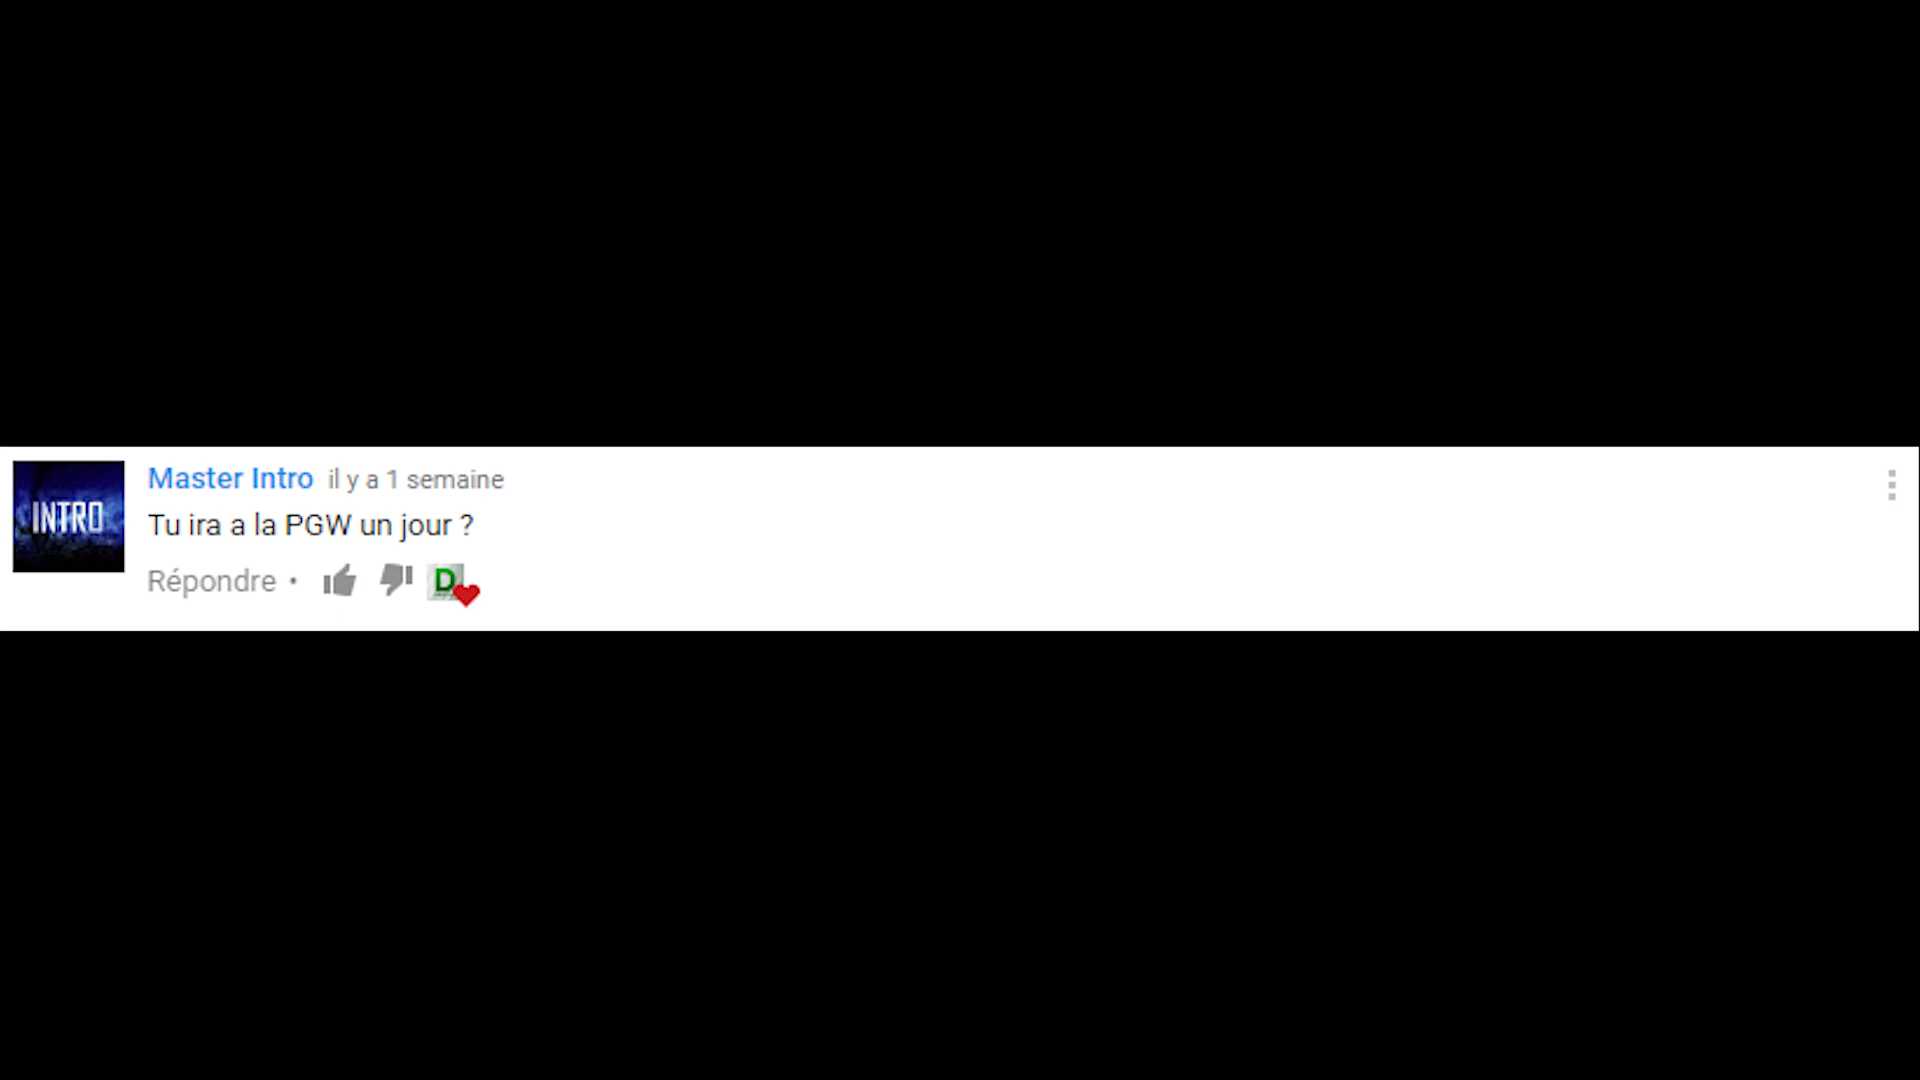 INTRO
Master Intro il y a 1 semaine
Tu ira a la PGW un jour ?
Répondre •
D